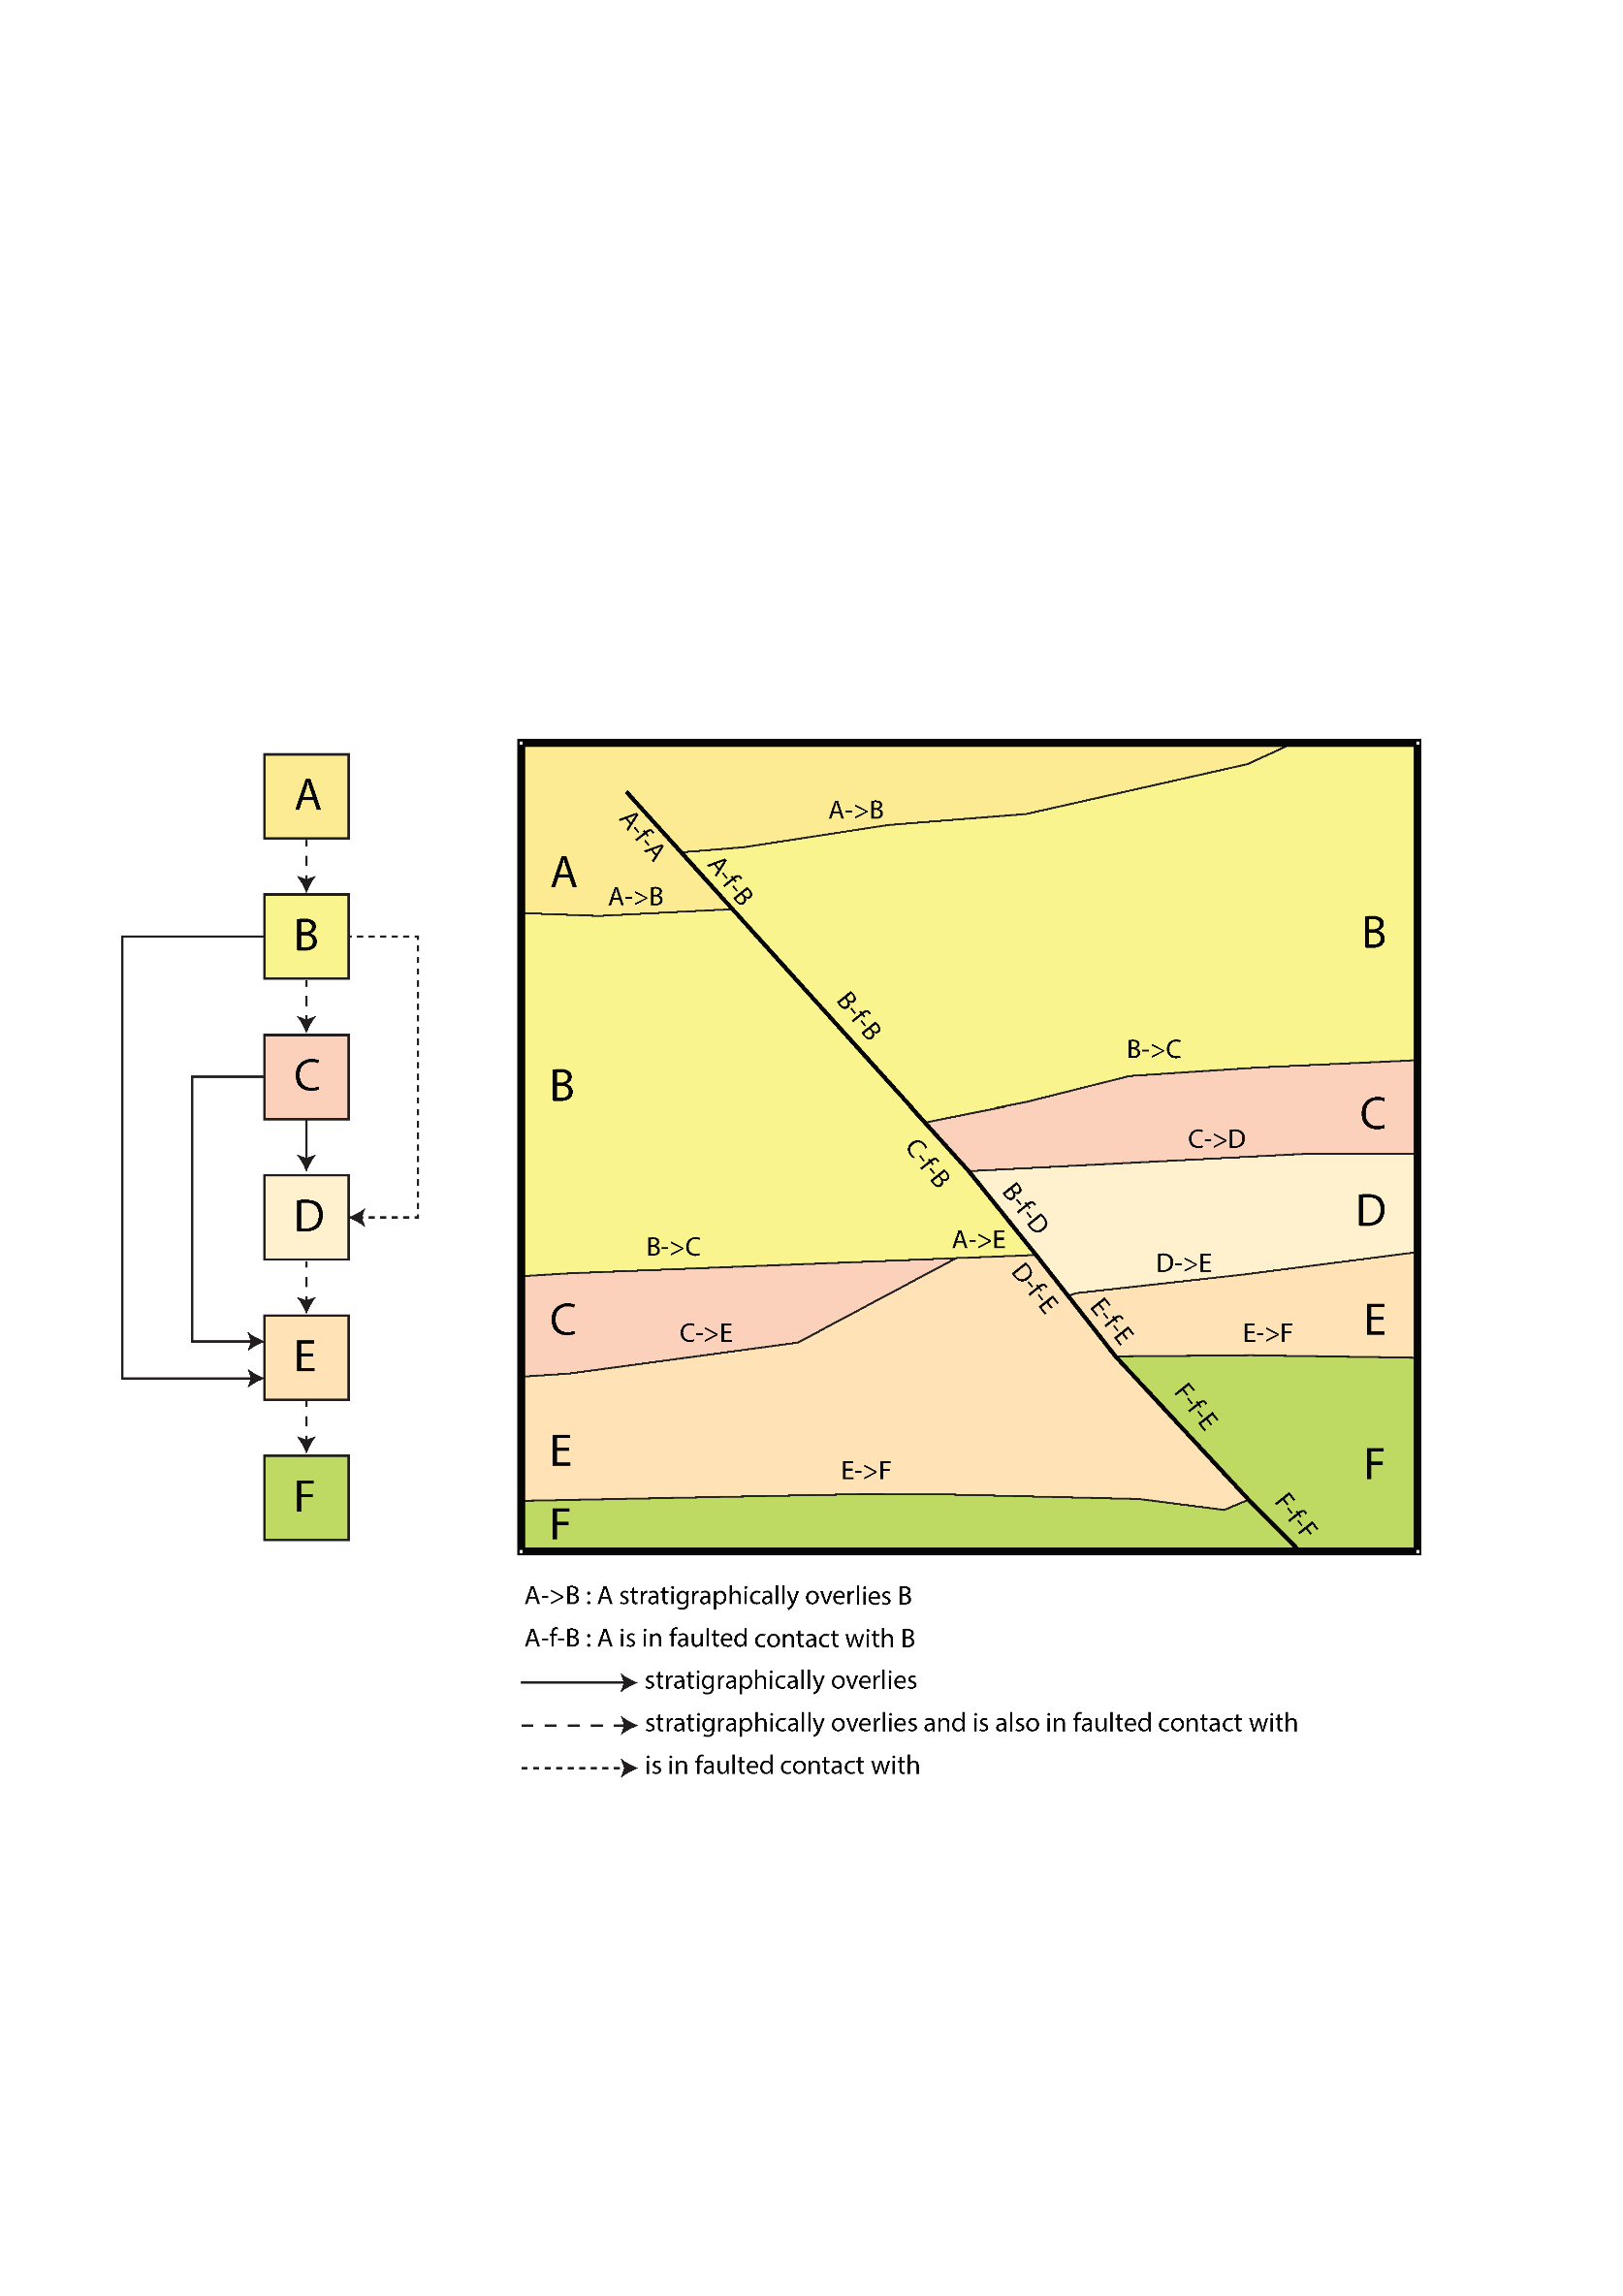 A
B
C
D
E
F
A->B
A-f-A
A-f-B
A
A->B
B
B-f-B
B->C
B
C
C->D
C-f-B
B-f-D
D
A->E
B->C
D->E
D-f-E
E-f-E
C
C->E
E
E->F
F-f-E
E
E->F
F
F-f-F
F
A->B : A stratigraphically overlies B
A-f-B : A is in faulted contact with B
stratigraphically overlies
stratigraphically overlies and is also in faulted contact with
is in faulted contact with